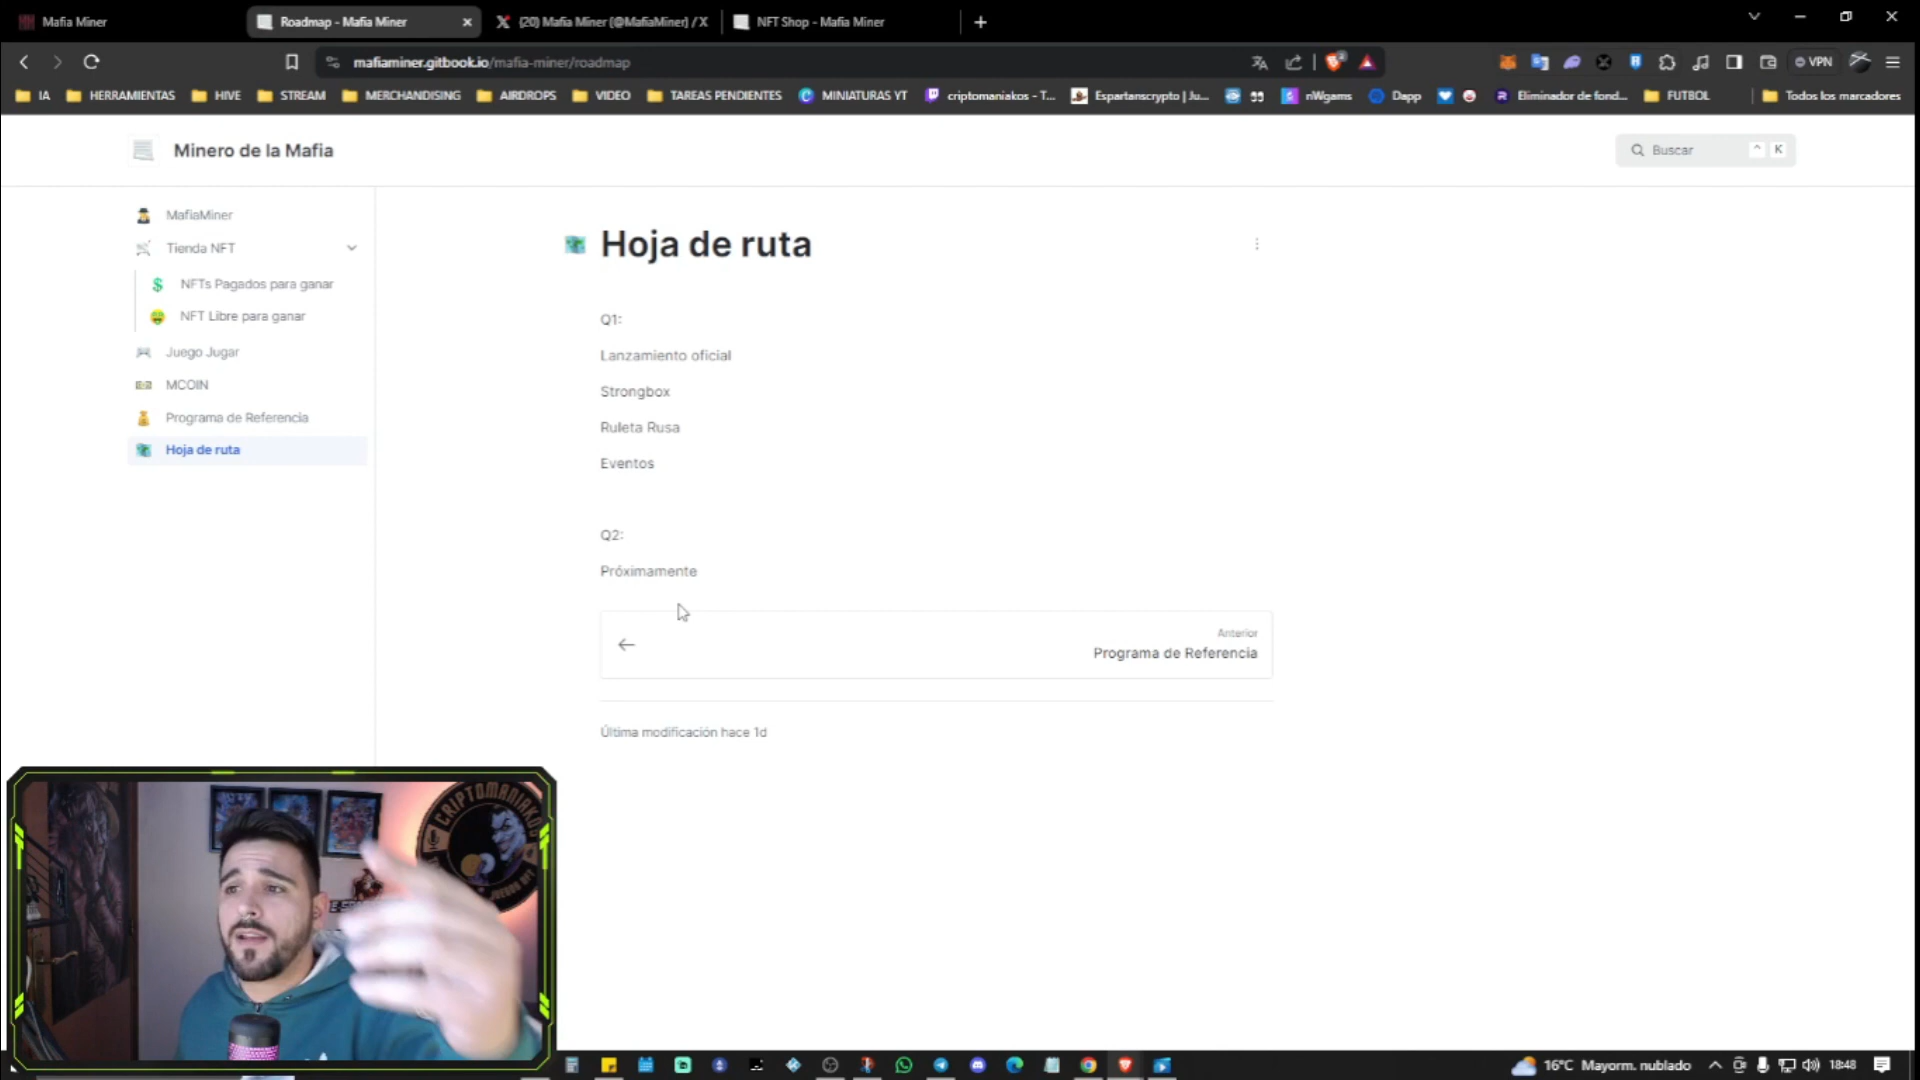 Mafia Miner
Roadmap - Mafia Miner
(20) Mafia Miner (@MafiaMiner) / X
NFT Shop - Mafia Miner
mafiaminer.gitbook.io/mafia-miner/roadmap
VPN
IA
HERRAMIENTAS
HIVE
STREAM
MERCHANDISING
AIRDROPS
VIDEO
TAREAS PENDIENTES
MINIATURAS YT
criptomaniakos - T...
Espartanscrypto | Ju...
nWgams
Dapp
Eliminador de fond...
FUTBOL
Todos los marcadores
Minero de la Mafia
Buscar
^ K
MafiaMiner
Tienda NFT
NFTs Pagados para ganar
NFT Libre para ganar
Juego Jugar
MCOIN
Programa de Referencia
Hoja de ruta
Hoja de ruta
Q1:
Lanzamiento oficial
Strongbox
Ruleta Rusa
Eventos
Q2:
Próximamente
Anterior
Programa de Referencia
Última modificación hace 1d
CRIPTOMANIAKOS
16°C Mayorm. nublado
18:48